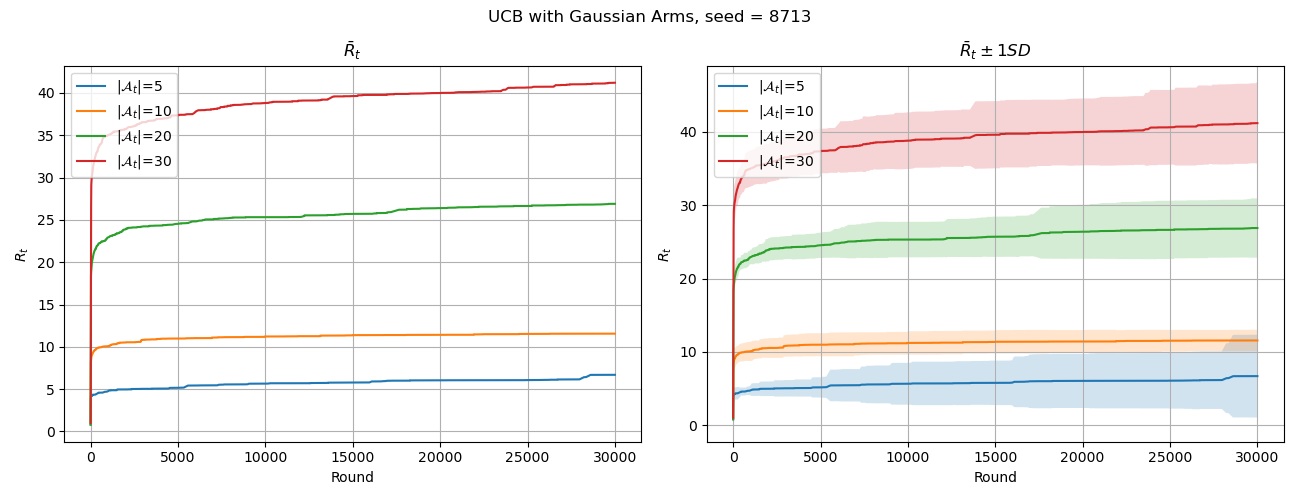 UCB with Gaussian Arms, seed = 8713
R̄ₜ
|𝒜ₜ|=5
|𝒜ₜ|=10
|𝒜ₜ|=20
|𝒜ₜ|=30
40
35
30
25
20
15
10
5
0
Rₜ
0 5000 10000 15000 20000 25000 30000
Round
R̄ₜ ± 1SD
|𝒜ₜ|=5
|𝒜ₜ|=10
|𝒜ₜ|=20
|𝒜ₜ|=30
40
30
20
10
0
Rₜ
0 5000 10000 15000 20000 25000 30000
Round